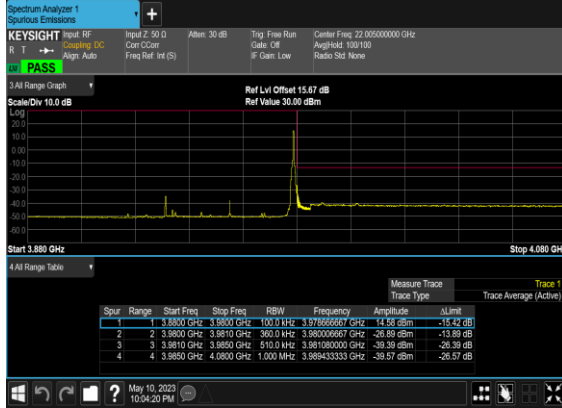 Spectrum Analyzer 1
Spurious Emissions
+
KEYSIGHT Input: RF Input Z: 50 Ω Atten: 30 dB Trig: Free Run Center Freq: 22.005000000 GHz
R T Coupling: DC Corr CCorr Gate: Off Avg|Hold: 100/100
Align: Auto Freq Ref: Int (S) IF Gain: Low Radio Std: None
PASS
3 All Range Graph
Ref Lvl Offset 15.67 dB
Scale/Div 10.0 dB Ref Value 30.00 dBm
Log
20.0
10.0
0.00
-10.0
-20.0
-30.0
-40.0
-50.0
-60.0
Start 3.880 GHz Stop 4.080 GH
4 All Range Table
Measure Trace Trace 1
Trace Type Trace Average (Active)
Spur Range Start Freq Stop Freq RBW Frequency Amplitude ΔLimit
1 1 3.8800 GHz 3.9800 GHz 100.0 kHz 3.978666667 GHz 14.58 dBm -15.42 dB
2 2 3.9800 GHz 3.9810 GHz 360.0 kHz 3.980006667 GHz -26.89 dBm -13.89 dB
3 3 3.9810 GHz 3.9850 GHz 510.0 kHz 3.981080000 GHz -39.39 dBm -26.39 dB
4 4 3.9850 GHz 4.0800 GHz 1.000 MHz 3.989433333 GHz -39.57 dBm -26.57 dB
? May 10, 2023
10:04:20 PM